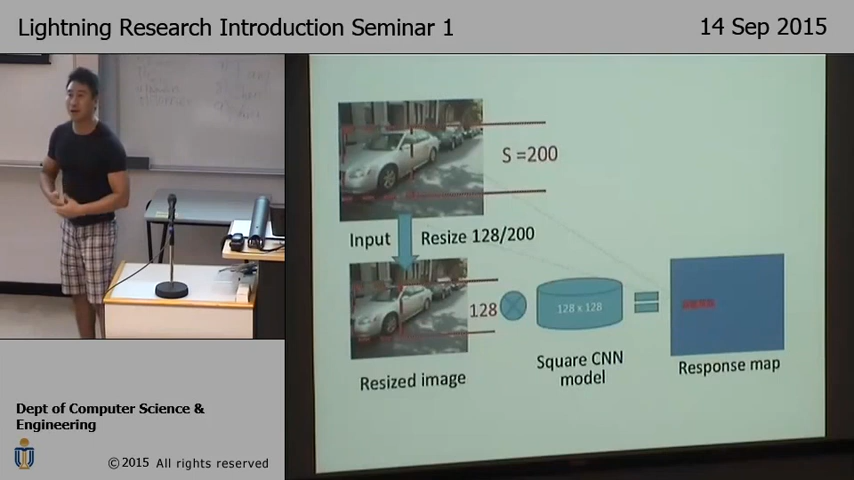 Lightning Research Introduction Seminar 1
14 Sep 2015
S =200
Input
Resize 128/200
128
128 x 128
Square CNN
model
Resized image
Response map
Dept of Computer Science &
Engineering
© 2015 All rights reserved